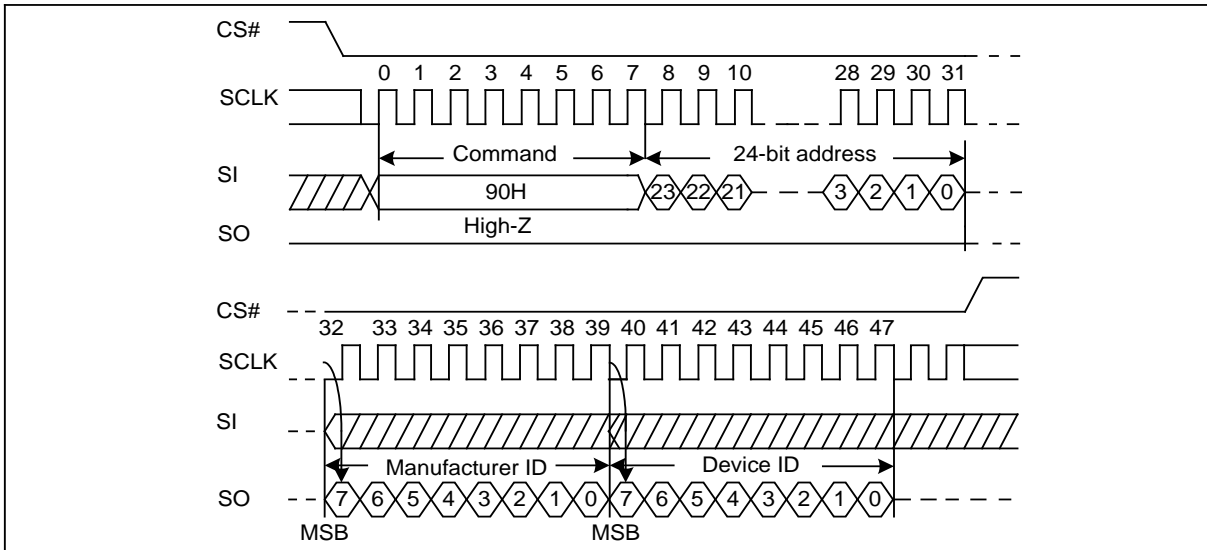 CS#
0 1 2 3 4 5 6 7 8 9 10 28 29 30 31
SCLK
Command 24-bit address
SI
90H 23 22 21 3 2 1 0
High-Z
SO
CS#
32 33 34 35 36 37 38 39 40 41 42 43 44 45 46 47
SCLK
SI
Manufacturer ID Device ID
SO 7 6 5 4 3 2 1 0 7 6 5 4 3 2 1 0
MSB MSB